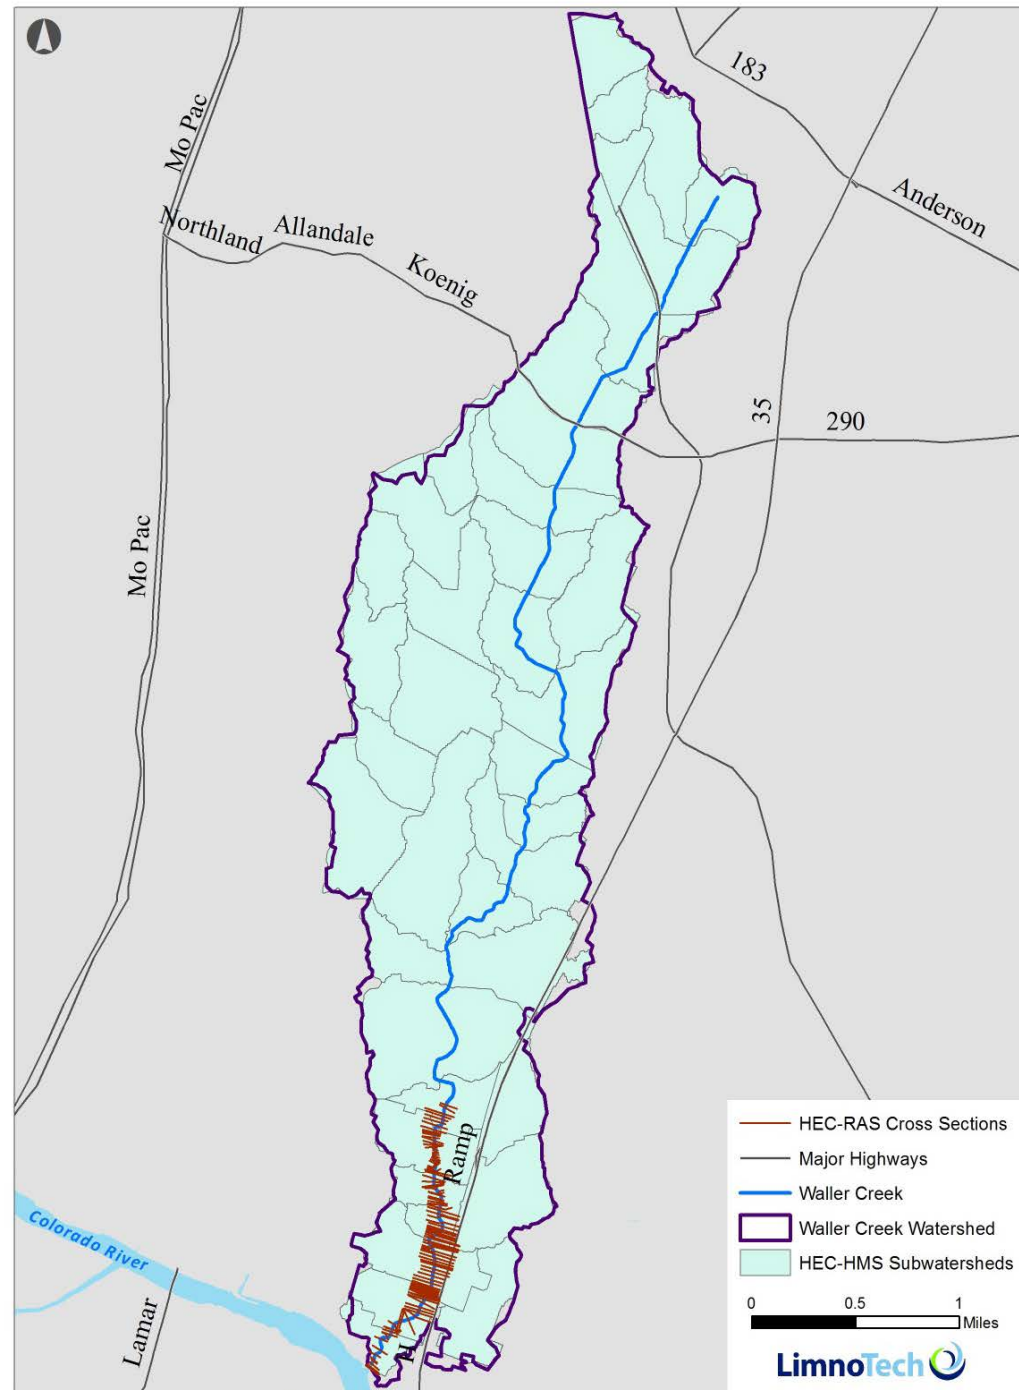 183
Mo Pac
Anderson
Northland
Allandale
Koenig
35
290
Mo Pac
Ramp
Colorado River
Lamar
HEC-RAS Cross Sections
Major Highways
Waller Creek
Waller Creek Watershed
HEC-HMS Subwatersheds
0 0.5 1
Miles
LimnoTech